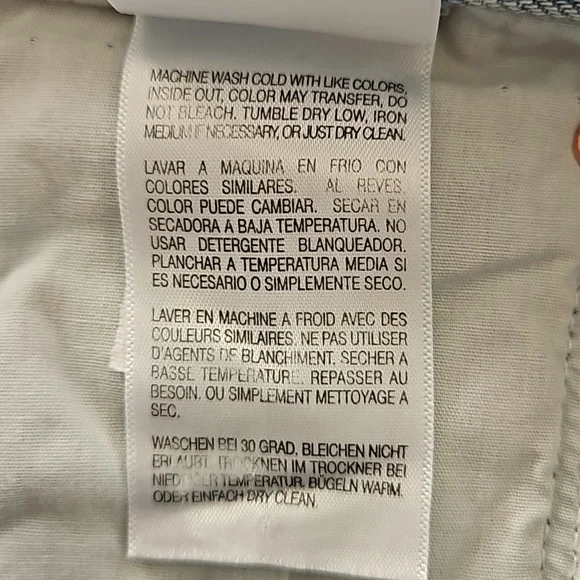 MACHINE WASH COLD WITH LIKE COLORS,
INSIDE OUT, COLOR MAY TRANSFER, DO
NOT BLEACH. TUMBLE DRY LOW, IRON
MEDIUM IF NECESSARY, OR JUST DRY CLEAN.
LAVAR A MAQUINA EN FRIO CON
COLORES SIMILARES. AL REVES.
COLOR PUEDE CAMBIAR. SECAR EN
SECADORA A BAJA TEMPERATURA. NO
USAR DETERGENTE BLANQUEADOR.
PLANCHAR A TEMPERATURA MEDIA SI
ES NECESARIO O SIMPLEMENTE SECO.
LAVER EN MACHINE A FROID AVEC DES
COULEURS SIMILAIRES. NE PAS UTILISER
D'AGENTS DE BLANCHIMENT. SECHER A
BASSE TEMPERATURE. REPASSER AU
BESOIN. OU SIMPLEMENT METTOYAGE A
SEC.
WASCHEN BEI 30 GRAD, BLEICHEN NICHT
ERLAUBT. TROCKNEN IM TROCKNER BEI
NIEDRIGER TEMPERATUR. BÜGELN WARM.
ODER EINFACH DRY CLEAN.